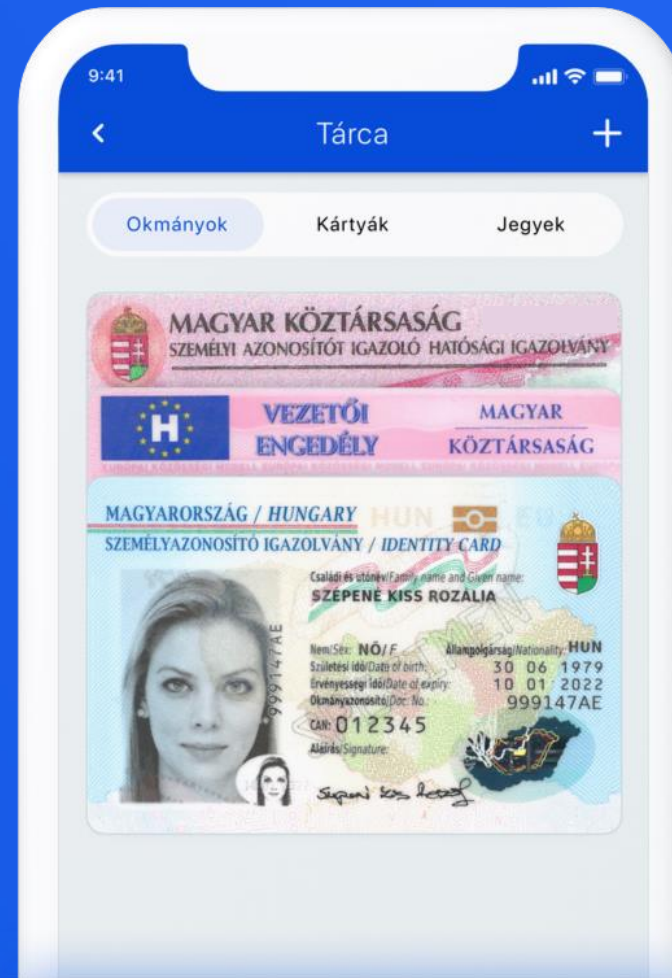 9:41
Tárca
Okmányok Kártyák Jegyek
MAGYAR KÖZTÁRSASÁG
SZEMÉLYI AZONOSÍTÓT IGAZOLÓ HATÓSÁGI IGAZOLVÁNY
H VEZETŐI MAGYAR
ENGEDÉLY KÖZTÁRSASÁG
MAGYARORSZÁG / HUNGARY HUN EU
SZEMÉLYAZONOSÍTÓ IGAZOLVÁNY / IDENTITY CARD
Családi és utónév/Family name and Given name:
SZÉPENÉ KISS ROZÁLIA
Nem/Sex: NŐ/F Állampolgárság/Nationality: HUN
Születési idő/Date of birth: 30 06 1979
Érvényességi idő/Date of expiry: 10 01 2022
Okmányazonosító/Doc. No.: 999147AE
CAN: 012345
Aláírás/Signature:
999147AE
SPECIMEN